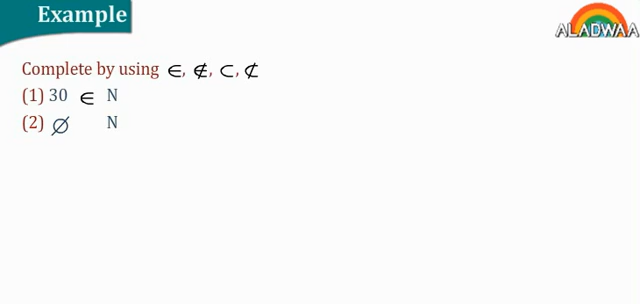 Example
ALADWAA
Complete by using ∈, ∉, ⊂, ⊄
(1) 30 ∈ N
(2) ∅ N